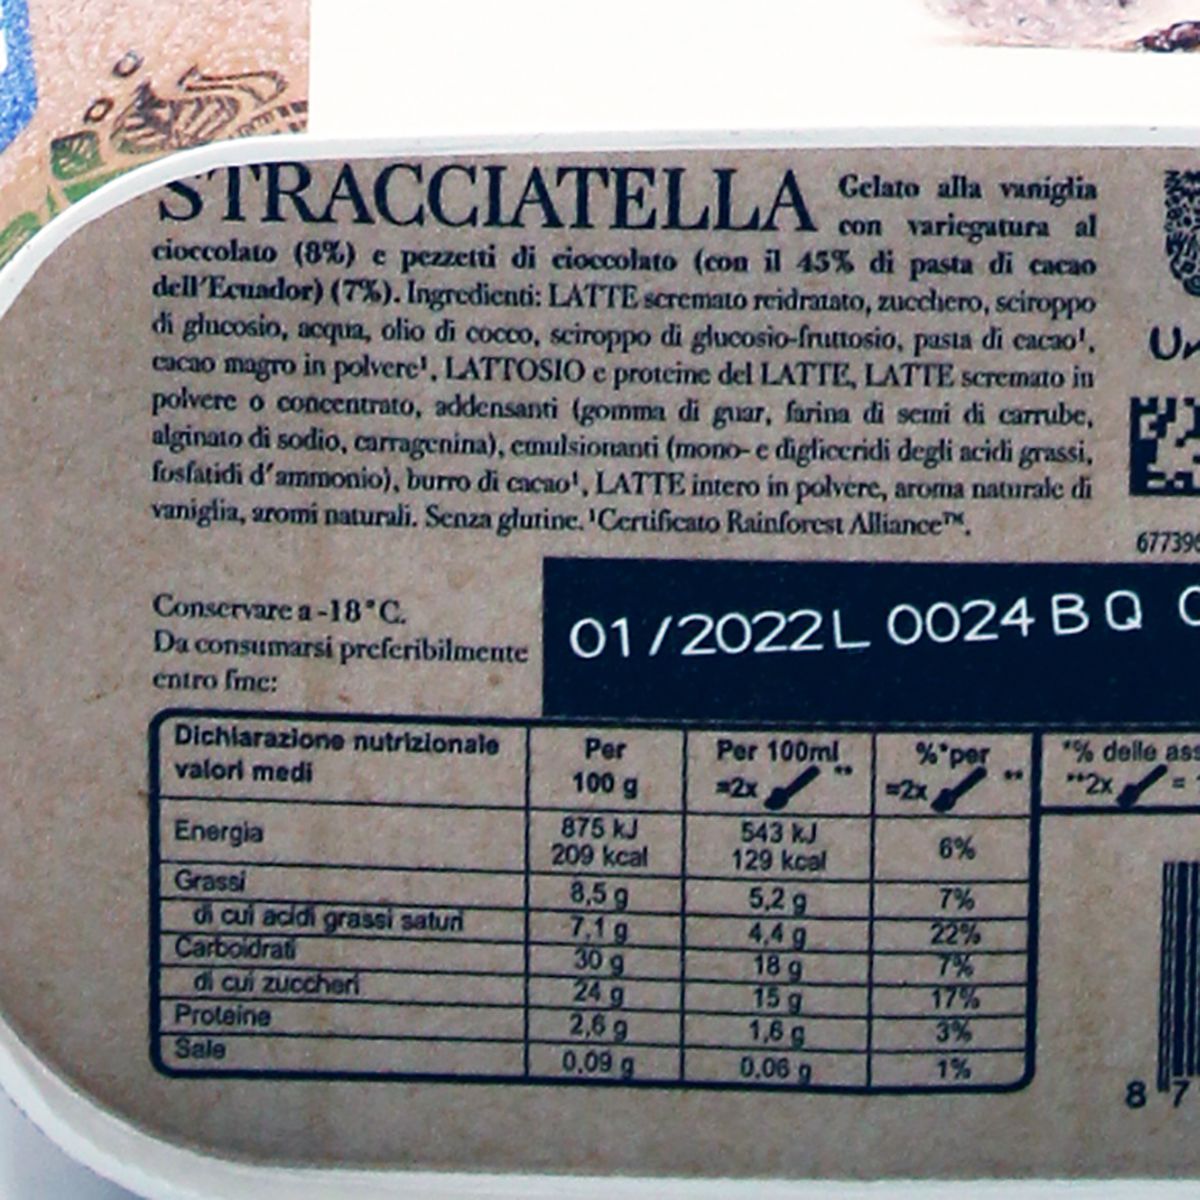 STRACCIATELLA Gelato alla vaniglia
con variegatura al
cioccolato (8%) e pezzetti di cioccolato (con il 45% di pasta di cacao
dell'Ecuador) (7%). Ingredienti: LATTE scremato reidratato, zucchero, sciroppo
di glucosio, acqua, olio di cocco, sciroppo di glucosio-fruttosio, pasta di cacao¹,
cacao magro in polvere¹, LATTOSIO e proteine del LATTE, LATTE scremato in
polvere o concentrato, addensanti (gomma di guar, farina di semi di carrube,
alginato di sodio, carragenina), emulsionanti (mono- e digliceridi degli acidi grassi,
fosfatidi d'ammonio), burro di cacao¹, LATTE intero in polvere, aroma naturale di
vaniglia, aromi naturali. Senza glutine. ¹Certificato Rainforest Alliance™.
67739
Conservare a -18°C.
Da consumarsi preferibilmente
entro fine:
01/2022 L 0024 B Q
Dichiarazione nutrizionale
valori medi
Per
100 g
Per 100ml
=2x **
%*per
=2x **
*% delle ass
**2x =
Energia 875 kJ 543 kJ 6%
209 kcal 129 kcal
Grassi 8,5 g 5,2 g 7%
di cui acidi grassi saturi 7,1 g 4,4 g 22%
Carboidrati 30 g 18 g 7%
di cui zuccheri 24 g 15 g 17%
Proteine 2,6 g 1,6 g 3%
Sale 0,09 g 0,06 g 1%
8 7